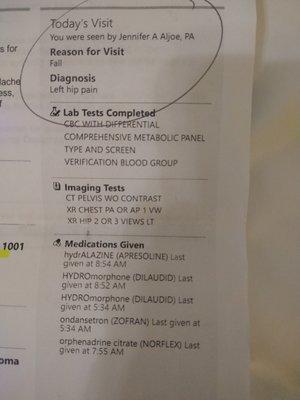 s for
dache
ess,
f
1001
oma
Today's Visit
You were seen by Jennifer A Aljoe, PA
Reason for Visit
Fall
Diagnosis
Left hip pain
Lab Tests Completed
CBC WITH DIFFERENTIAL
COMPREHENSIVE METABOLIC PANEL
TYPE AND SCREEN
VERIFICATION BLOOD GROUP
Imaging Tests
CT PELVIS WO CONTRAST
XR CHEST PA OR AP 1 VW
XR HIP 2 OR 3 VIEWS LT
Medications Given
hydrALAZINE (APRESOLINE) Last
given at 8:54 AM
HYDROmorphone (DILAUDID) Last
given at 8:52 AM
HYDROmorphone (DILAUDID) Last
given at 5:34 AM
ondansetron (ZOFRAN) Last given at
5:34 AM
orphenadrine citrate (NORFLEX) Last
given at 7:55 AM